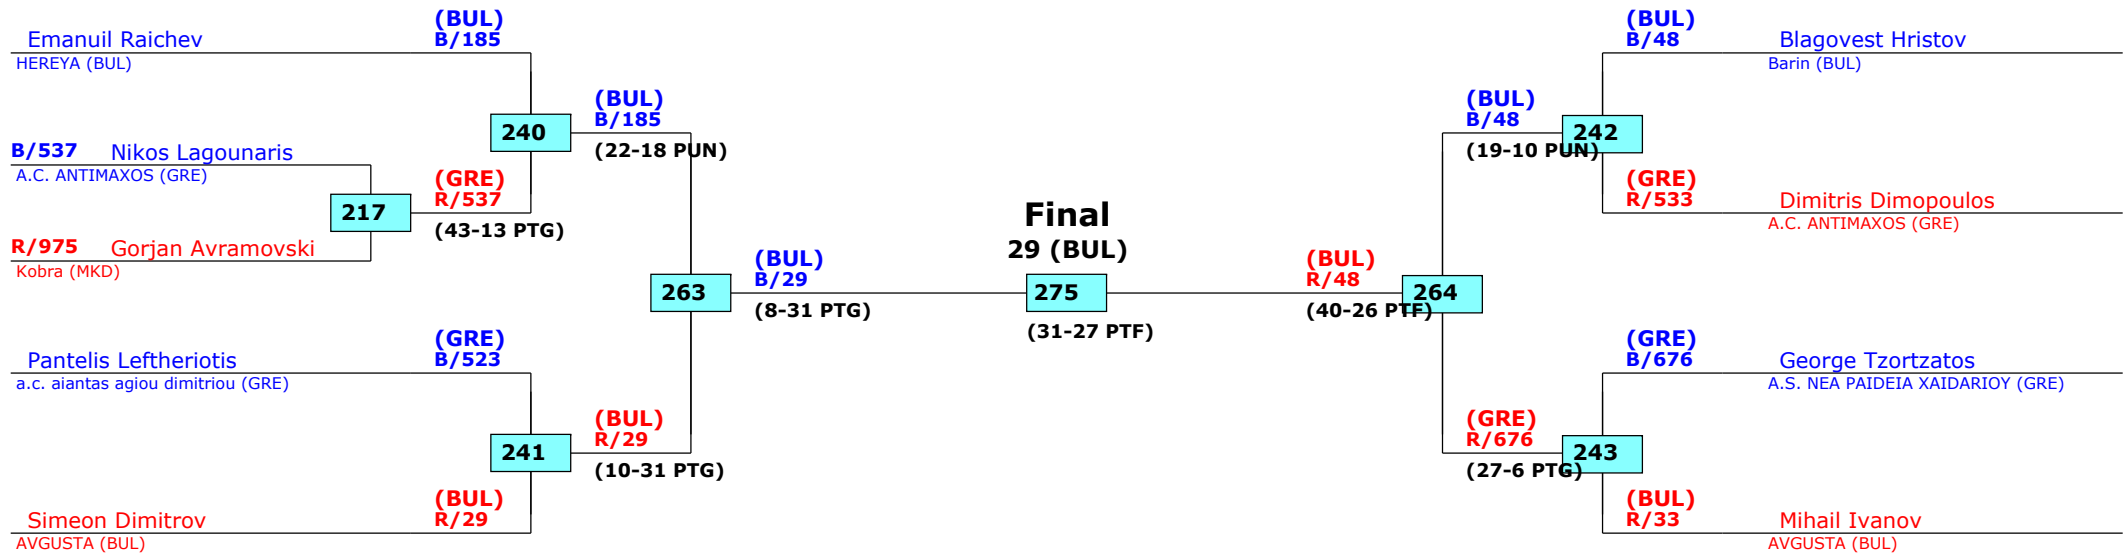 (BUL)
B/185
Emanuil Raichev
HEREYA (BUL)
B/537 Nikos Lagounaris
A.C. ANTIMAXOS (GRE)
217
R/975 Gorjan Avramovski
Kobra (MKD)
(GRE)
R/537
(43-13 PTG)
240
(BUL)
B/185
(22-18 PUN)
(GRE)
B/523
Pantelis Leftheriotis
a.c. aiantas agiou dimitriou (GRE)
241
(BUL)
R/29
Simeon Dimitrov
AVGUSTA (BUL)
(BUL)
R/29
(10-31 PTG)
263
(BUL)
B/29
(8-31 PTG)
Final
29 (BUL)
275
(31-27 PTF)
(BUL)
R/48
(40-26 PTF)
264
(BUL)
B/48
(19-10 PUN)
242
(BUL)
B/48
Blagovest Hristov
Barin (BUL)
(GRE)
R/533
Dimitris Dimopoulos
A.C. ANTIMAXOS (GRE)
(GRE)
R/676
(27-6 PTG)
243
(GRE)
B/676
George Tzortzatos
A.S. NEA PAIDEIA XAIDARIOY (GRE)
(BUL)
R/33
Mihail Ivanov
AVGUSTA (BUL)